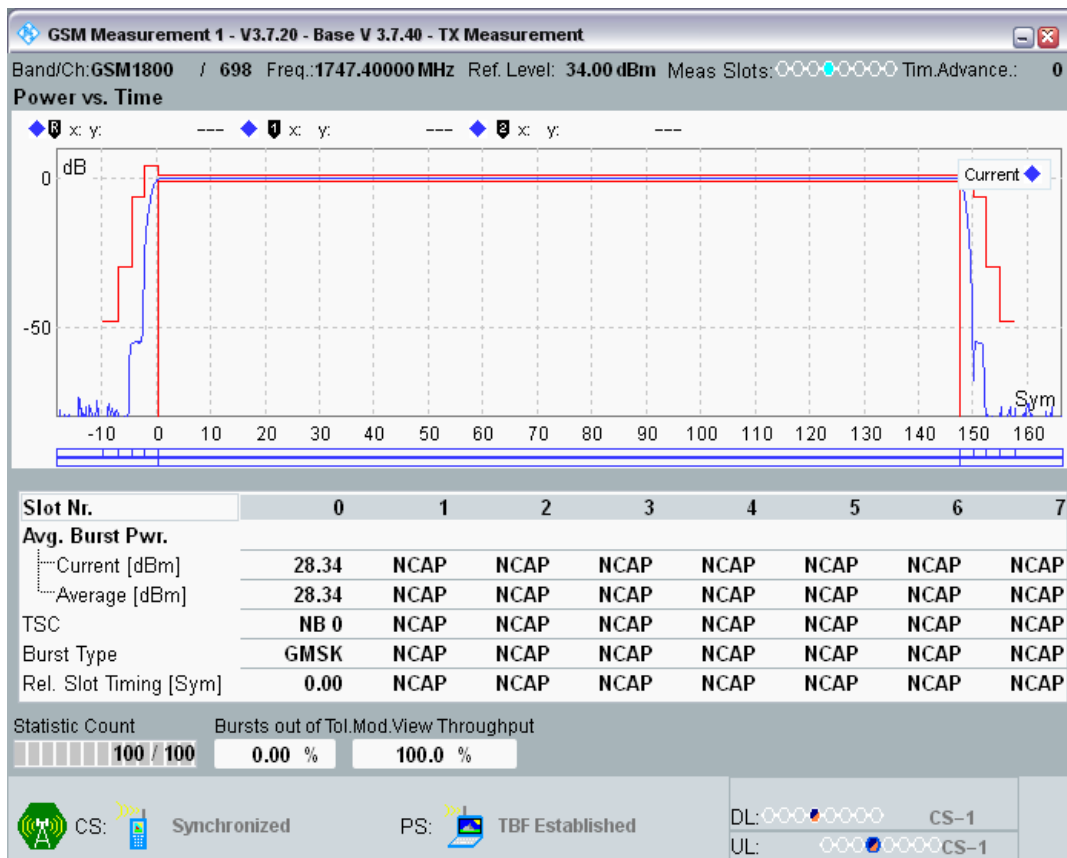 GSM Measurement 1 - V3.7.20 - Base V 3.7.40 - TX Measurement
Band/Ch:GSM1800 / 698 Freq.:1747.40000 MHz Ref. Level: 34.00 dBm Meas Slots: Tim.Advance.: 0
Power vs. Time
R x: y: --- 1 x: y: --- 2 x: y: ---
dB
Current
0
-50
Sym
-10 0 10 20 30 40 50 60 70 80 90 100 110 120 130 140 150 160
Slot Nr. 0 1 2 3 4 5 6 7
Avg. Burst Pwr.
Current [dBm] 28.34 NCAP NCAP NCAP NCAP NCAP NCAP NCAP
Average [dBm] 28.34 NCAP NCAP NCAP NCAP NCAP NCAP NCAP
TSC NB 0 NCAP NCAP NCAP NCAP NCAP NCAP NCAP
Burst Type GMSK NCAP NCAP NCAP NCAP NCAP NCAP NCAP
Rel. Slot Timing [Sym] 0.00 NCAP NCAP NCAP NCAP NCAP NCAP NCAP
Statistic Count Bursts out of Tol.Mod.View Throughput
100 / 100 0.00 % 100.0 %
CS: Synchronized PS: TBF Established DL: CS-1
UL: CS-1